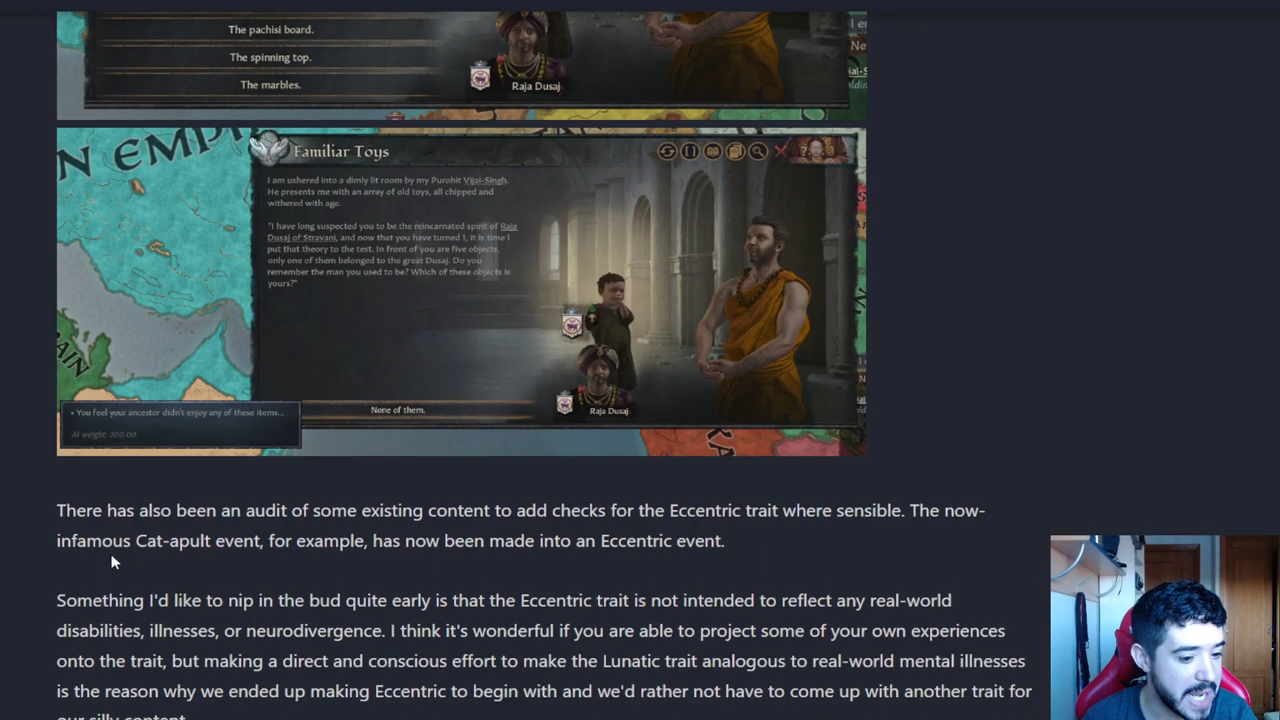 The pachisi board.
The spinning top.
The marbles.
Raja Dusaj
N EMPI
Familiar Toys
I am ushered into a dimly lit room by my Purohit Vijai-Singh.
He presents me with an array of old toys, all chipped and
withered with age.
"I have long suspected you to be the reincarnated spirit of Raja
Dusaj of Stravani, and now that you have turned 1, it is time I
put that theory to the test. In front of you are five objects,
only one of them belonged to the great Dusaj. Do you
remember the man you used to be? Which of these objects is
yours?"
AIN
None of them.
Raja Dusaj
• You feel your ancestor didn't enjoy any of these items...
AI weight: 200.00
KA
There has also been an audit of some existing content to add checks for the Eccentric trait where sensible. The now-
infamous Cat-apult event, for example, has now been made into an Eccentric event.
Something I'd like to nip in the bud quite early is that the Eccentric trait is not intended to reflect any real-world
disabilities, illnesses, or neurodivergence. I think it's wonderful if you are able to project some of your own experiences
onto the trait, but making a direct and conscious effort to make the Lunatic trait analogous to real-world mental illnesses
is the reason why we ended up making Eccentric to begin with and we'd rather not have to come up with another trait for
our silly content.